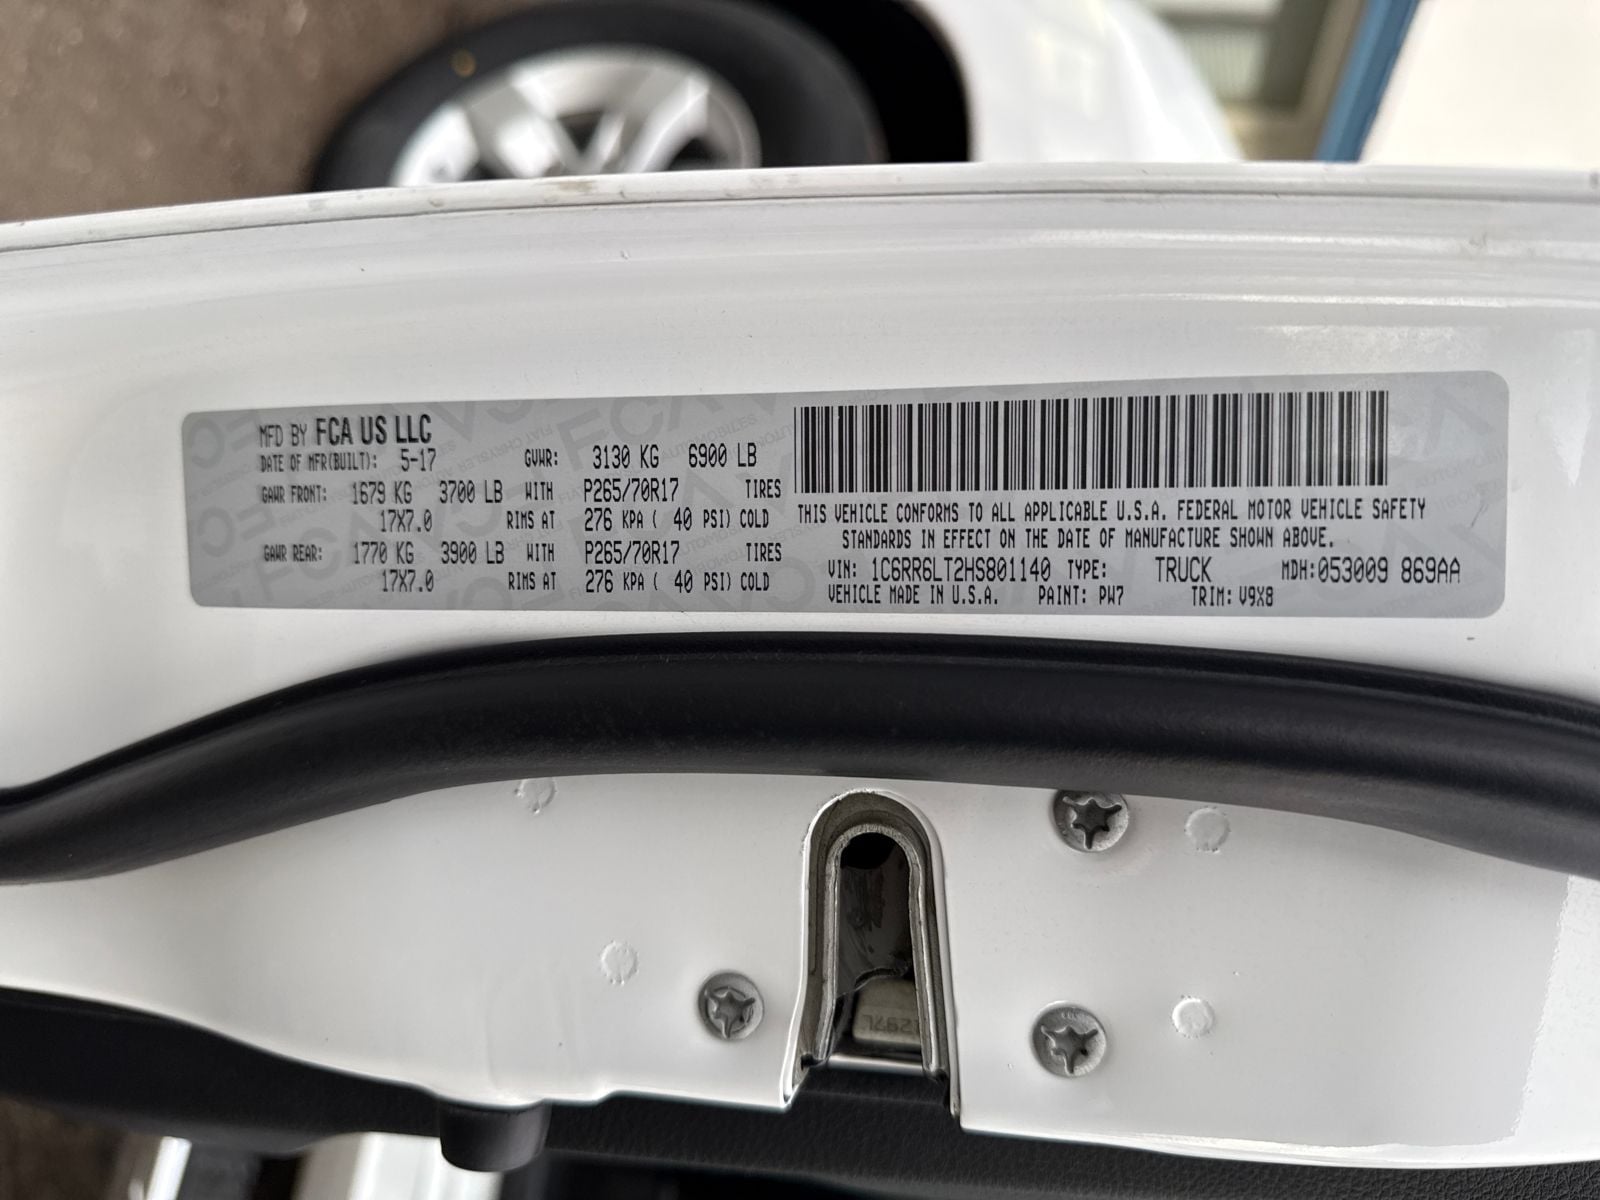 MFD BY FCA US LLC
DATE OF MFR(BUILT): 5-17 GVWR: 3130 KG 6900 LB
GAWR FRONT: 1679 KG 3700 LB WITH P265/70R17 TIRES
17X7.0 RIMS AT 276 KPA ( 40 PSI) COLD
GAWR REAR: 1770 KG 3900 LB WITH P265/70R17 TIRES
17X7.0 RIMS AT 276 KPA ( 40 PSI) COLD
THIS VEHICLE CONFORMS TO ALL APPLICABLE U.S.A. FEDERAL MOTOR VEHICLE SAFETY
STANDARDS IN EFFECT ON THE DATE OF MANUFACTURE SHOWN ABOVE.
VIN: 1C6RR6LT2HS801140 TYPE: TRUCK MDH:053009 869AA
VEHICLE MADE IN U.S.A. PAINT: PW7 TRIM: V9X8